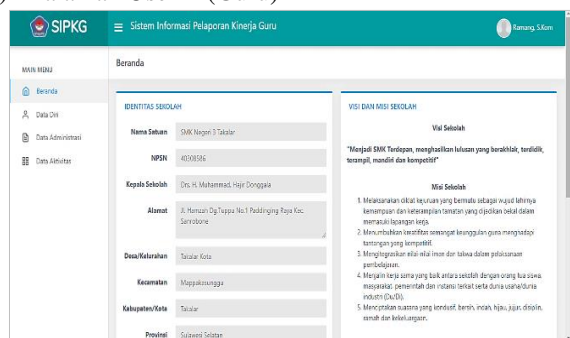 SIPKG
Sistem Informasi Pelaporan Kinerja Guru
Ramang, S.Kom
MAIN MENU
Beranda
Data Diri
Data Administrasi
Data Aktivitas
Beranda
IDENTITAS SEKOLAH
Nama Satuan SMK Negeri 3 Takalar
NPSN 40308586
Kepala Sekolah Drs. H. Muhammad, Hajir Donggala
Alamat Jl. Hamzan Dg.Tuppu No.1 Paddinging Raya Kec.
Sanrobone
Desa/Kalurahan Takalar Kota
Kecamatan Mappakasunggu
Kabupaten/Kota Takalar
Provinsi Sulawesi Selatan
VISI DAN MISI SEKOLAH
Visi Sekolah
"Menjadi SMK Terdepan, menghasilkan lulusan yang berakhlak, terdidik,
terampil, mandiri dan kompetitif"
Misi Sekolah
1. Melaksanakan diklat kejuruan yang bermutu sebagai wujud lahirnya
kemampuan dan keterampilan tamatan yang dijadikan bekal dalam
memasuki lapangan kerja.
2. Menumbuhkan kreatifitas semangat keunggulan guna menghadapi
tantangan yang kompetitif.
3. Mengitegrasikan nilai nilai iman dan takwa dalam pelaksanaan
pembelajaran.
4. Menjalin kerja sama yang baik antara sekolah dengan orang tua siswa,
masyarakat, pemerintah dan instansi terkait serta dunia usaha/dunia
industri (Du/Di).
5. Menciptakan suasana yang kondusif, bersih, indah, hijau, jujur, disiplin,
ramah dan kekeluargaan.